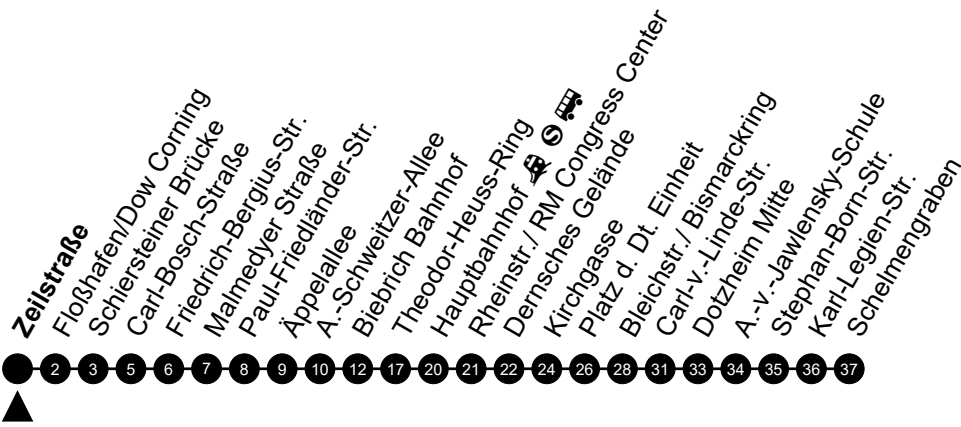 Zeilstraße
Floßhafen/Dow Corning
Schiersteiner Brücke
Carl-Bosch-Straße
Friedrich-Bergius-Str.
Malmedyer Straße
Paul-Friedländer-Str.
Äppelallee
A.-Schweitzer-Allee
Biebrich Bahnhof
Theodor-Heuss-Ring
Hauptbahnhof S
Rheinstr./ RM Congress Center
Dernsches Gelände
Kirchgasse
Platz d. Dt. Einheit
Bleichstr./ Bismarckring
Carl-v.-Linde-Str.
Dotzheim Mitte
A.-v.-Jawlensky-Schule
Stephan-Born-Str.
Karl-Legien-Str.
Schelmengraben
2 3 5 6 7 8 9 10 12 17 20 21 22 24 26 28 31 33 34 35 36 37